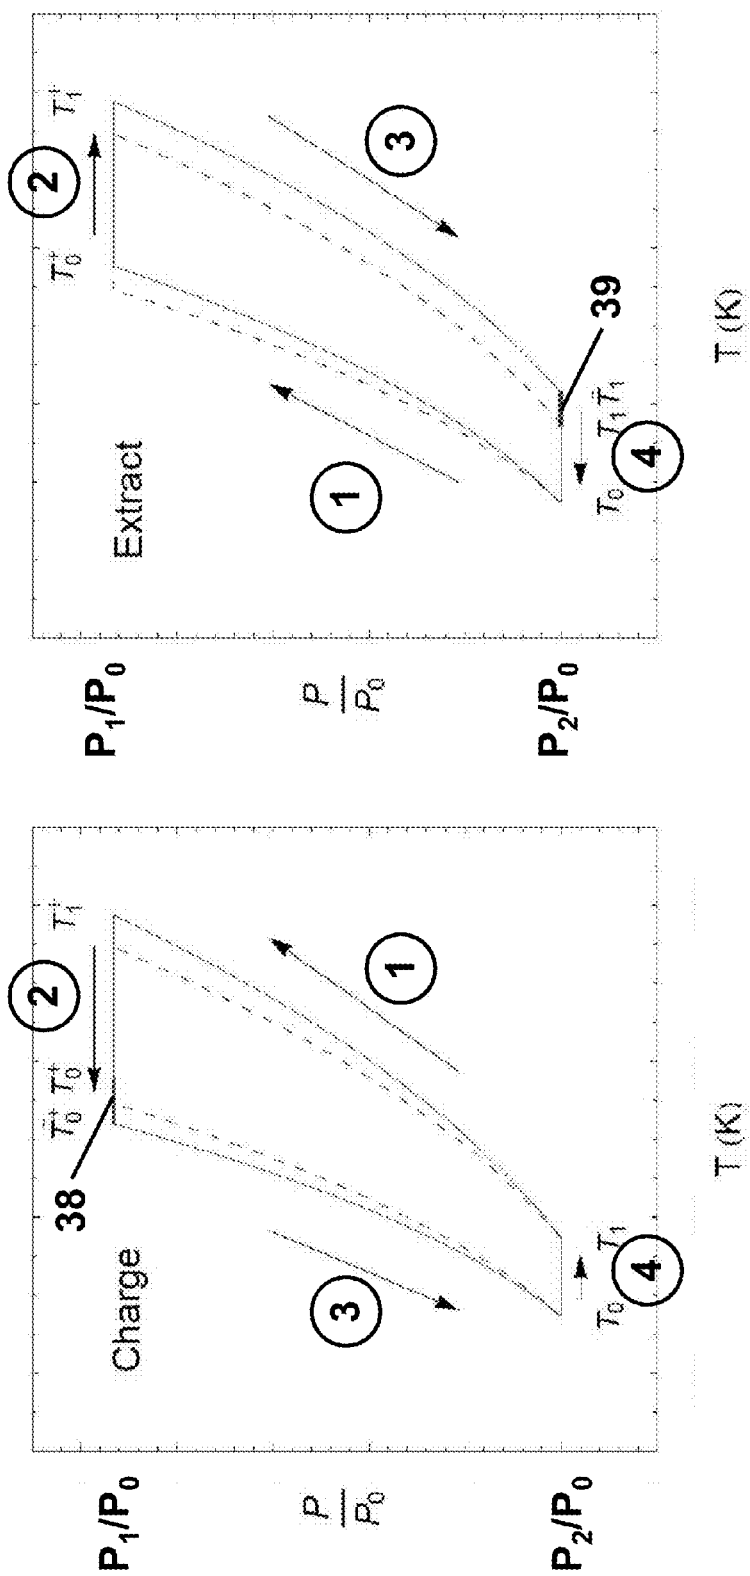 2
T₀⁺ T₀⁺ T₁⁺
P₁/P₀
38
Charge
3
1
P
P₀
P₂/P₀
T₀ T₁
4
T (K)
2
T₀⁺ T₁⁺
P₁/P₀
Extract
1
3
P
P₀
39
P₂/P₀
T₀ T₁ T̃₁
4
T (K)